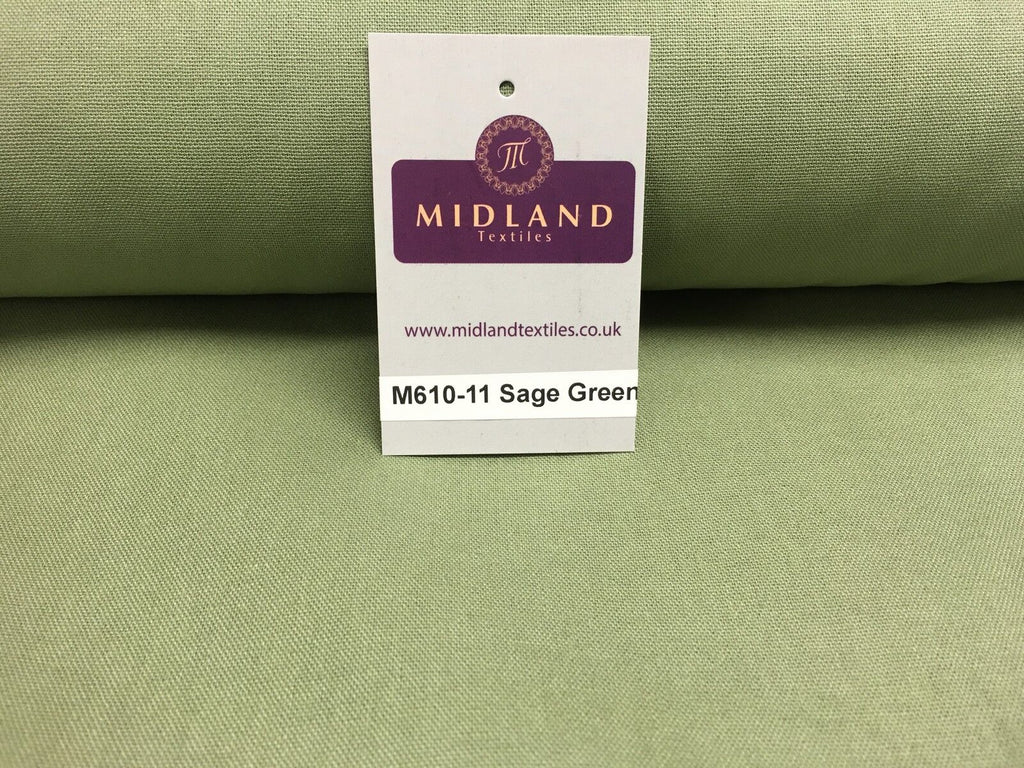 M
MIDLAND
Textiles
www.midlandtextiles.co.uk
M610-11 Sage Green